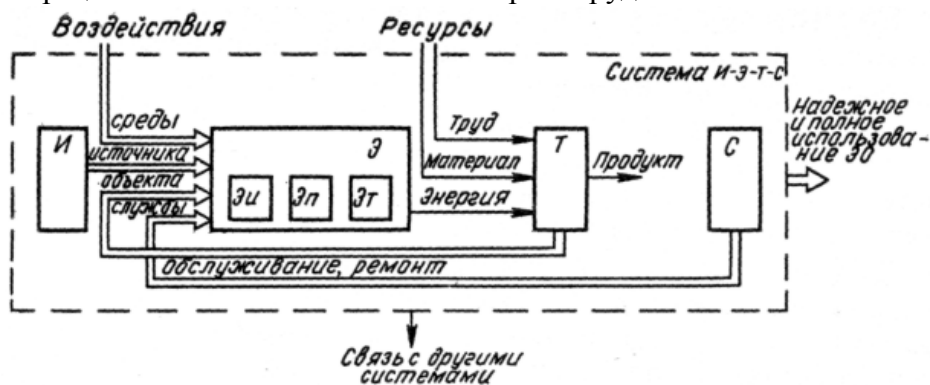 Воздействия
Ресурсы
Система И-Э-Т-С
среды
источника
объекта
службы
И
Э
Эи
Эп
Эт
Труд
Материал
Энергия
Т
Продукт
С
Надежное
и полное
использова-
ние ЭО
Обслуживание, ремонт
Связь с другими
системами